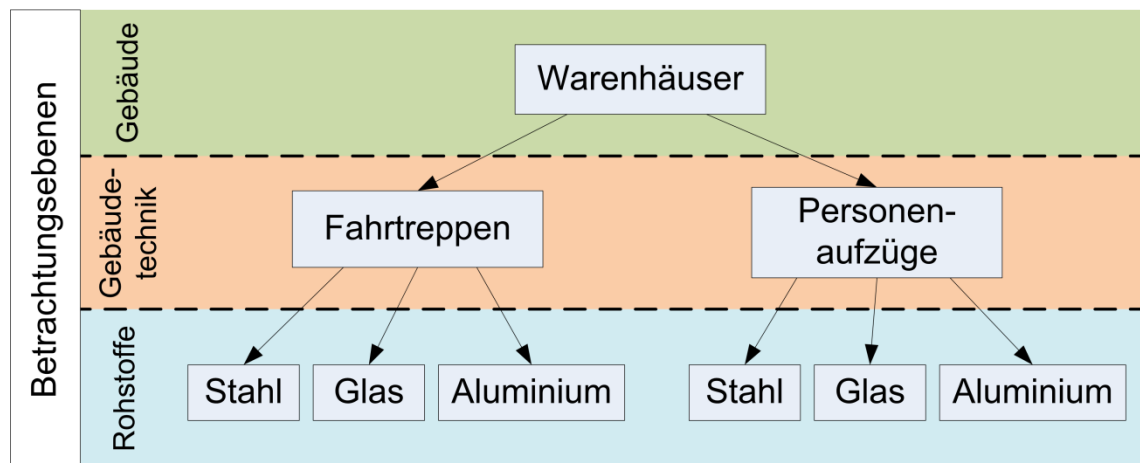 Betrachtungsebenen
Gebäude
Warenhäuser
Gebäude-
technik
Fahrtreppen
Personen-
aufzüge
Rohstoffe
Stahl
Glas
Aluminium
Stahl
Glas
Aluminium